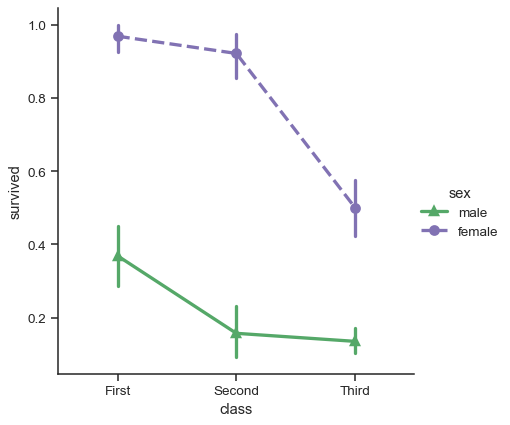 1.0
0.8
0.6
0.4
0.2
survived
First Second Third
class
sex
male
female